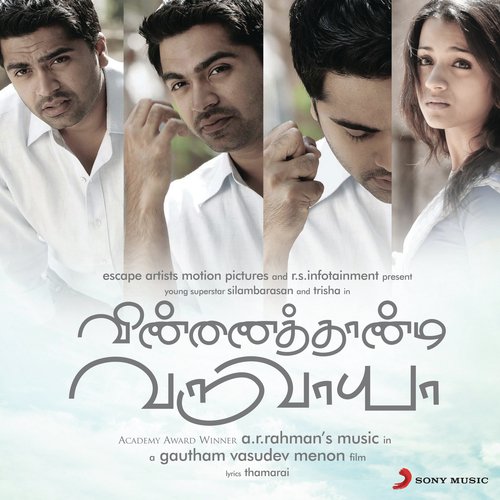 escape artists motion pictures and r.s.infotainment present
young superstar silambarasan and trisha in
விண்ணைத்தாண்டி
வருவாயா
ACADEMY AWARD WINNER a.r.rahman's music in
a gautham vasudev menon film
lyrics thamarai
SONY MUSIC